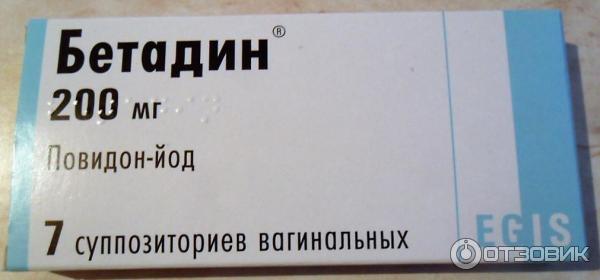 Бетадин®
200 мг
Повидон-йод
7 суппозиториев вагинальных
EGIS
ОТЗОВИК